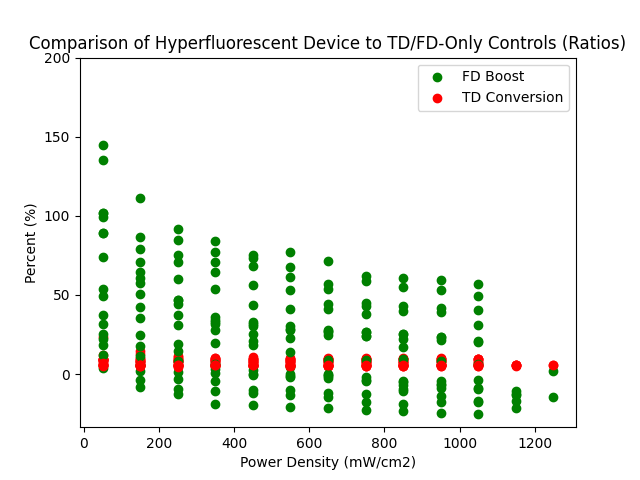 Comparison of Hyperfluorescent Device to TD/FD-Only Controls (Ratios)
200
150
100
50
0
Percent (%)
FD Boost
TD Conversion
0 200 400 600 800 1000 1200
Power Density (mW/cm2)